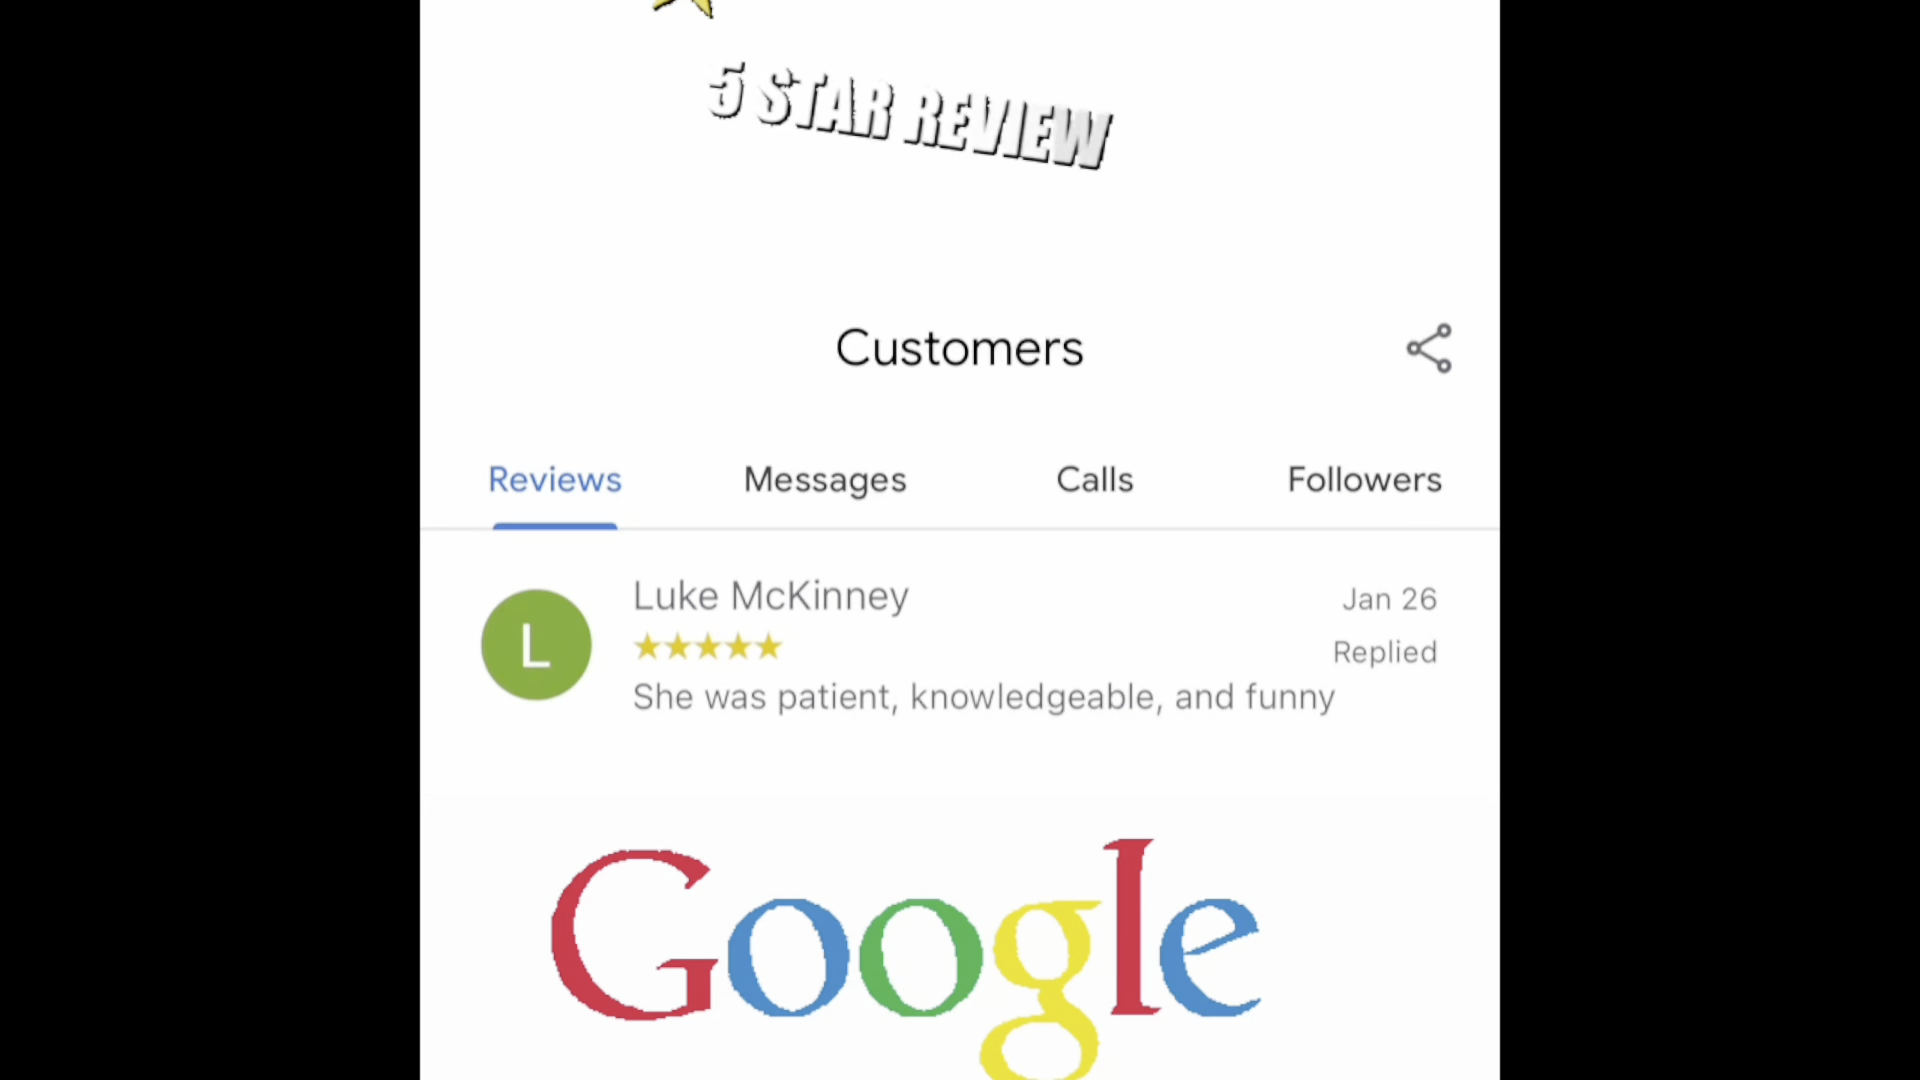 5 STAR REVIEW
Customers
Reviews Messages Calls Followers
L
Luke McKinney Jan 26
Replied
She was patient, knowledgeable, and funny
Google